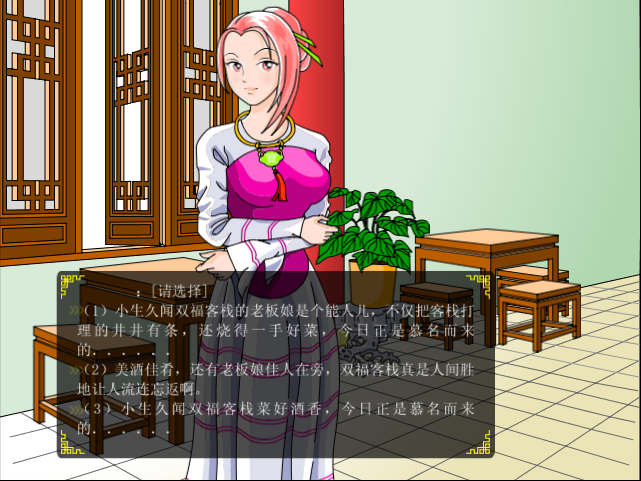 ：[请选择]
(1) 小生久闻双福客栈的老板娘是个能人儿，不仅把客栈打
理的井井有条，还烧得一手好菜，今日正是慕名而来
的．．．．．．
(2) 美酒佳肴，还有老板娘佳人在旁，双福客栈真是人间胜
地让人流连忘返啊。
(3) 小生久闻双福客栈菜好酒香，今日正是慕名而来
的．．．．．．